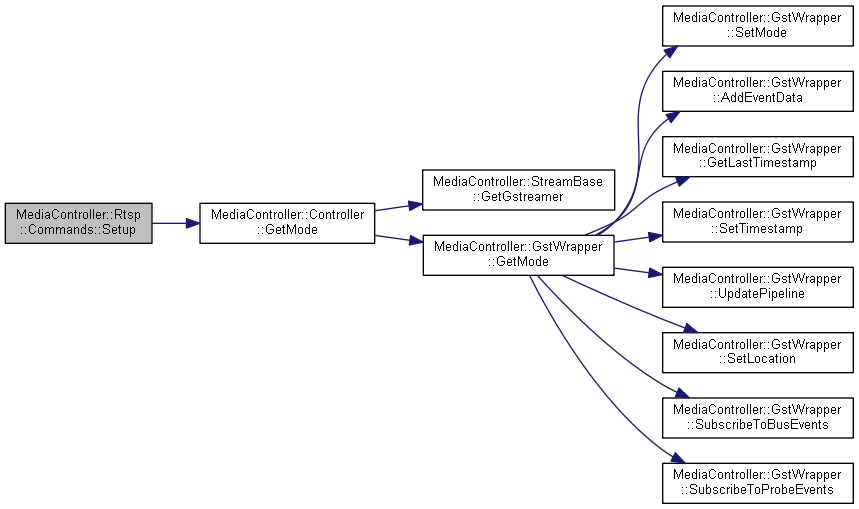 MediaController::Rtsp
::Commands::Setup
MediaController::Controller
::GetMode
MediaController::StreamBase
::GetGstreamer
MediaController::GstWrapper
::GetMode
MediaController::GstWrapper
::SetMode
MediaController::GstWrapper
::AddEventData
MediaController::GstWrapper
::GetLastTimestamp
MediaController::GstWrapper
::SetTimestamp
MediaController::GstWrapper
::UpdatePipeline
MediaController::GstWrapper
::SetLocation
MediaController::GstWrapper
::SubscribeToBusEvents
MediaController::GstWrapper
::SubscribeToProbeEvents